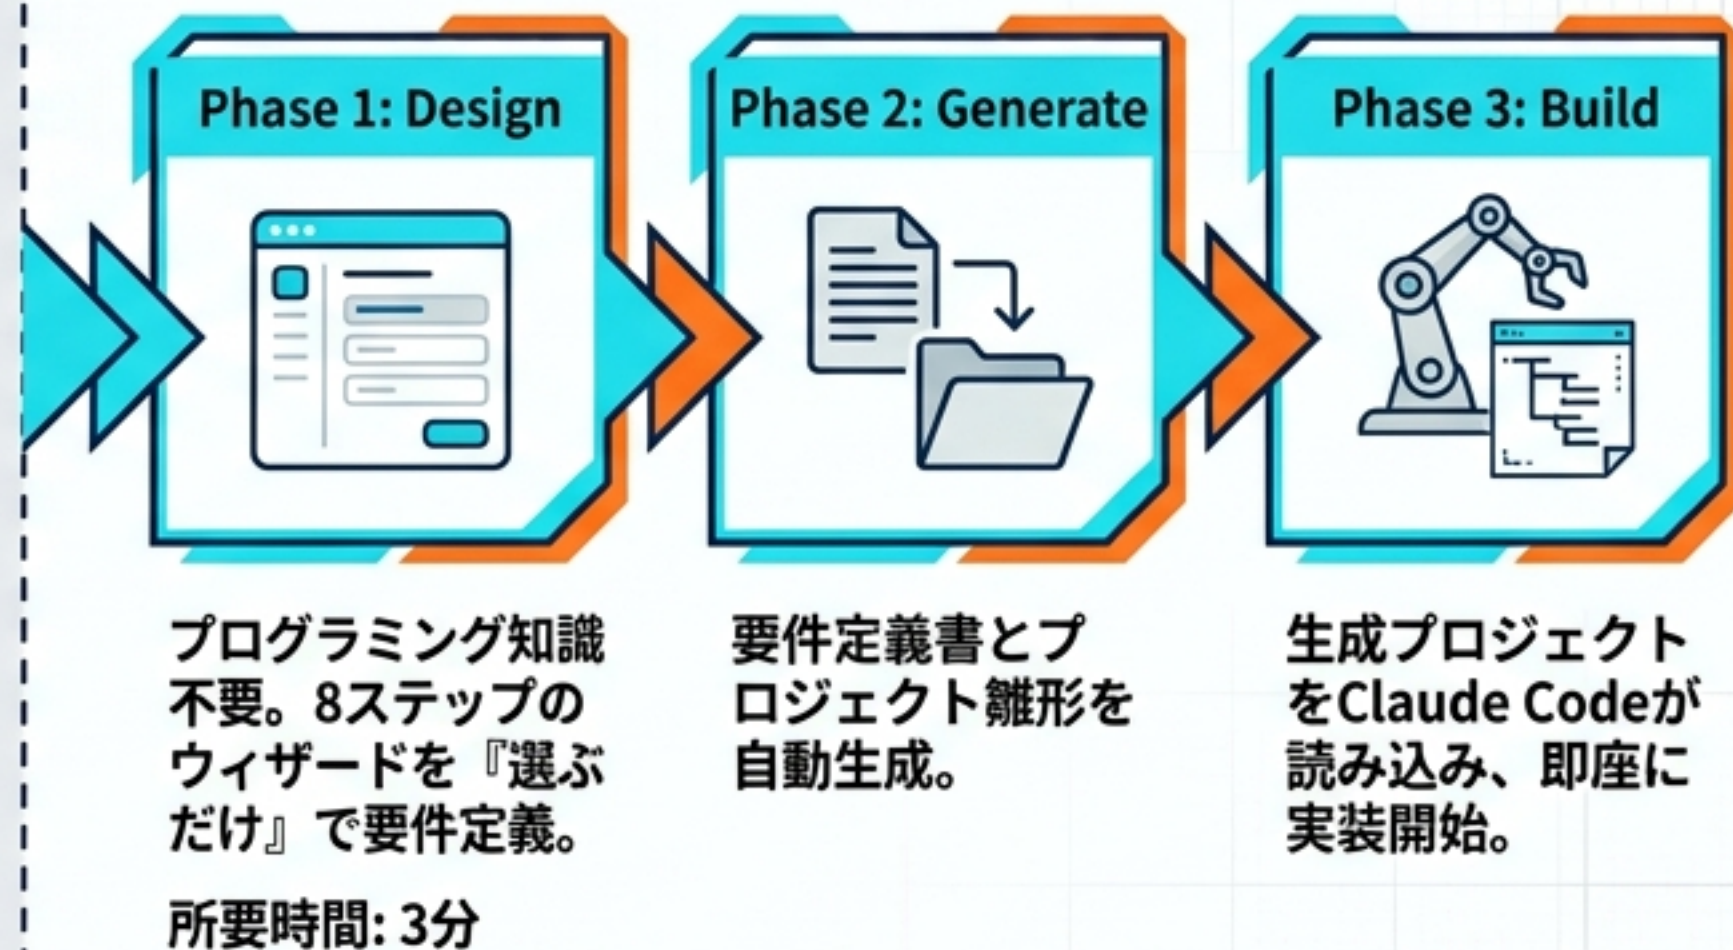 Phase 1: Design
プログラミング知識
不要。8ステップの
ウィザードを『選ぶ
だけ』で要件定義。
所要時間: 3分
Phase 2: Generate
要件定義書とプ
ロジェクト雛形を
自動生成。
Phase 3: Build
生成プロジェクト
をClaude Codeが
読み込み、即座に
実装開始。